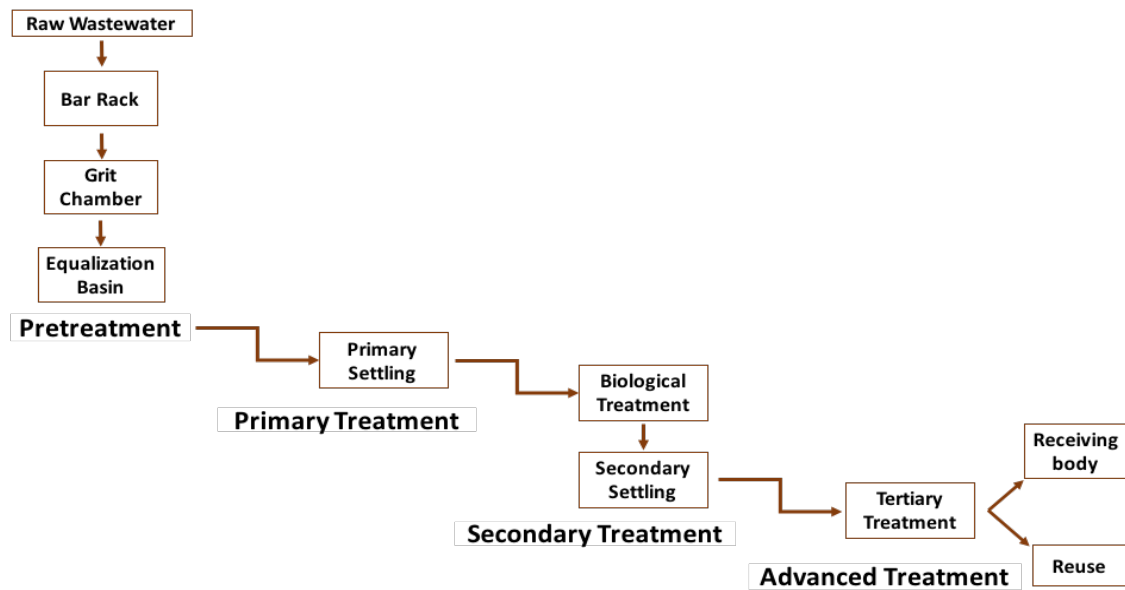 Raw Wastewater
Bar Rack
Grit
Chamber
Equalization
Basin
Pretreatment
Primary
Settling
Primary Treatment
Biological
Treatment
Secondary
Settling
Secondary Treatment
Tertiary
Treatment
Advanced Treatment
Receiving
body
Reuse